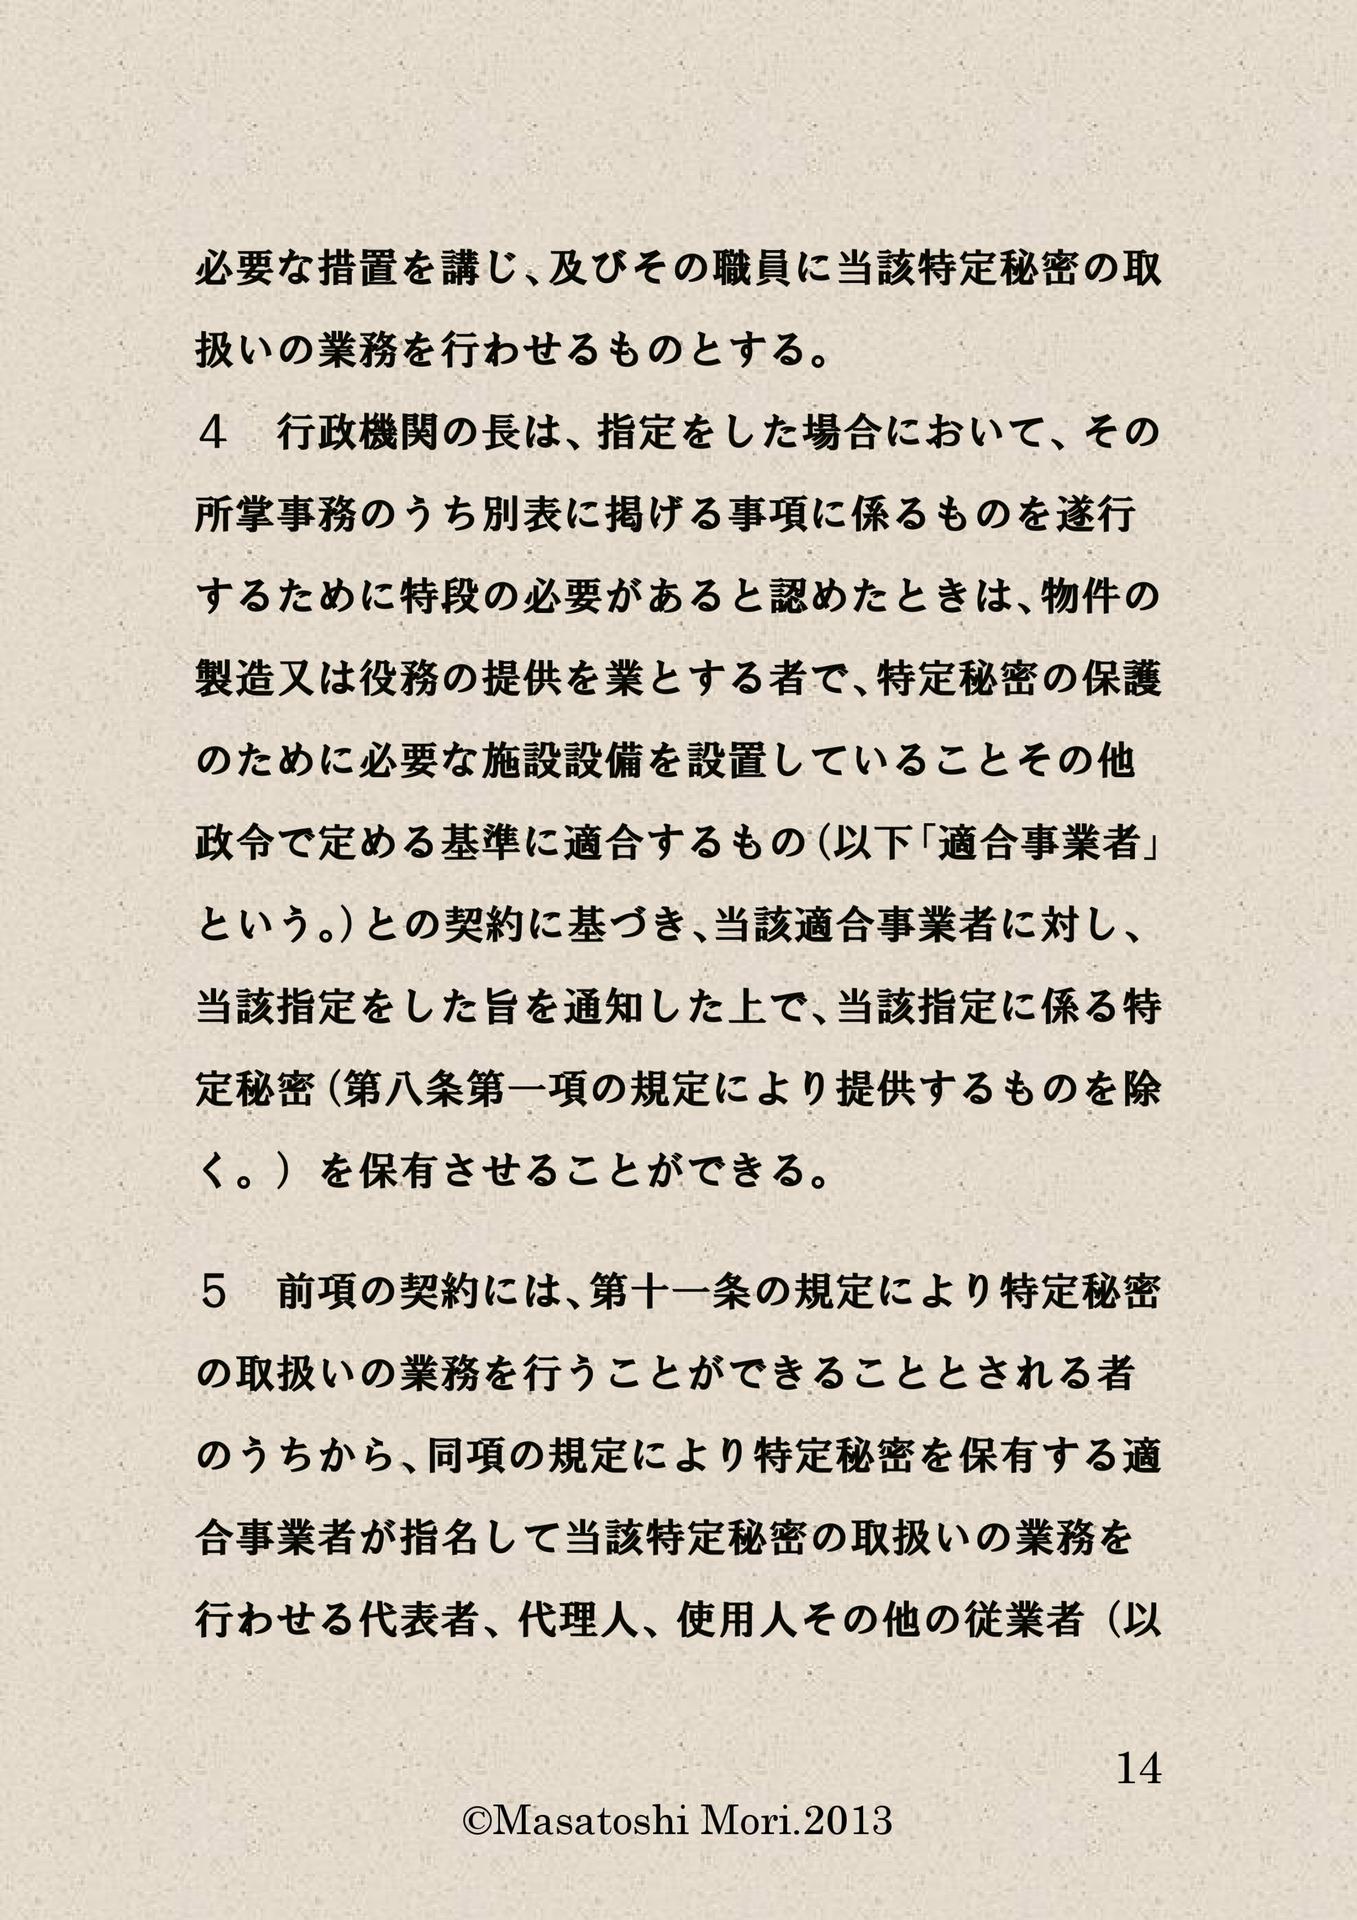 必要な措置を講じ、及びその職員に当該特定秘密の取
扱いの業務を行わせるものとする。
４　行政機関の長は、指定をした場合において、その
所掌事務のうち別表に掲げる事項に係るものを遂行
するために特段の必要があると認めたときは、物件の
製造又は役務の提供を業とする者で、特定秘密の保護
のために必要な施設設備を設置していることその他
政令で定める基準に適合するもの（以下「適合事業者」
という。）との契約に基づき、当該適合事業者に対し、
当該指定をした旨を通知した上で、当該指定に係る特
定秘密（第八条第一項の規定により提供するものを除
く。）を保有させることができる。
５　前項の契約には、第十一条の規定により特定秘密
の取扱いの業務を行うことができることとされる者
のうちから、同項の規定により特定秘密を保有する適
合事業者が指名して当該特定秘密の取扱いの業務を
行わせる代表者、代理人、使用人その他の従業者（以
14
©Masatoshi Mori.2013